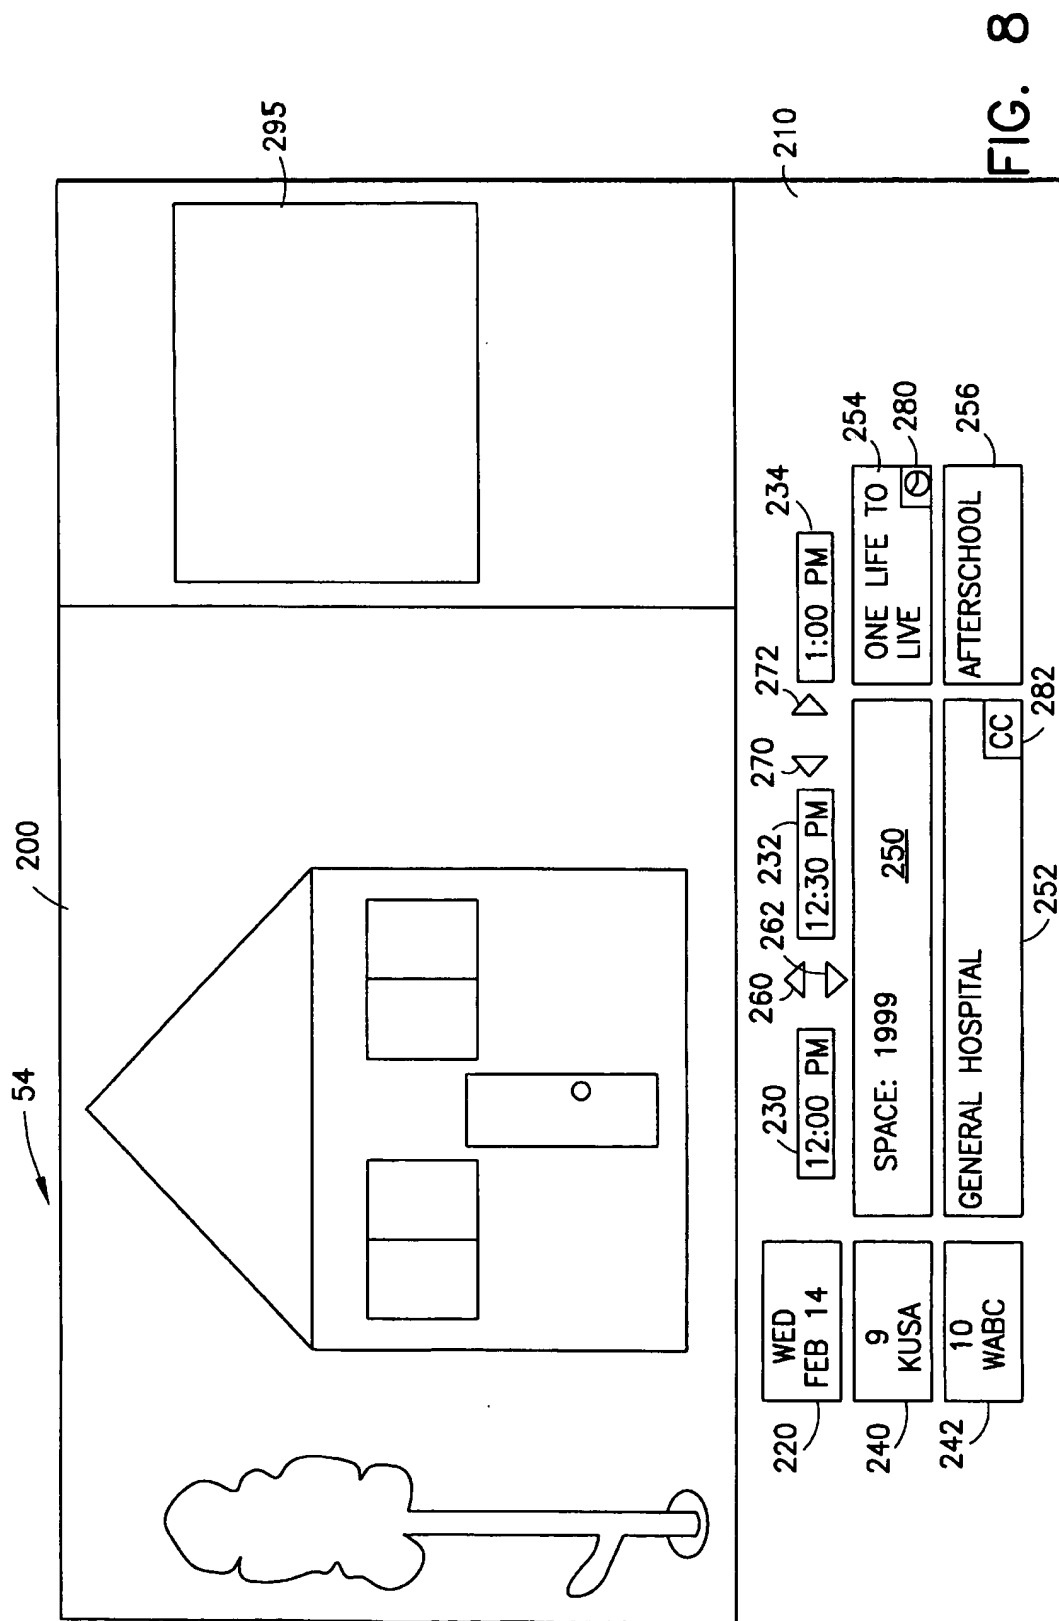 54
200
295
210
230
260
262
232
270
272
234
12:00 PM
12:30 PM
1:00 PM
220
WED
FEB 14
240
9
KUSA
SPACE: 1999
250
ONE LIFE TO
LIVE
254
280
242
10
WABC
GENERAL HOSPITAL
CC
AFTERSCHOOL
256
252
282
FIG. 8